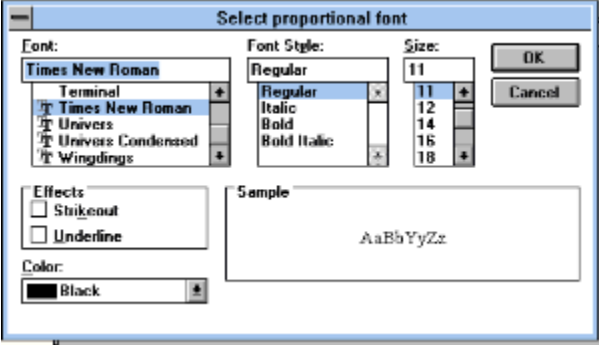 Select proportional font
Font:
Font Style:
Size:
Times New Roman
Regular
11
OK
Cancel
Terminal
Times New Roman
Univers
Univers Condensed
Wingdings
Regular
Italic
Bold
Bold Italic
11
12
14
16
18
Effects
Strikeout
Underline
Sample
AaBbYyZz
Color:
Black